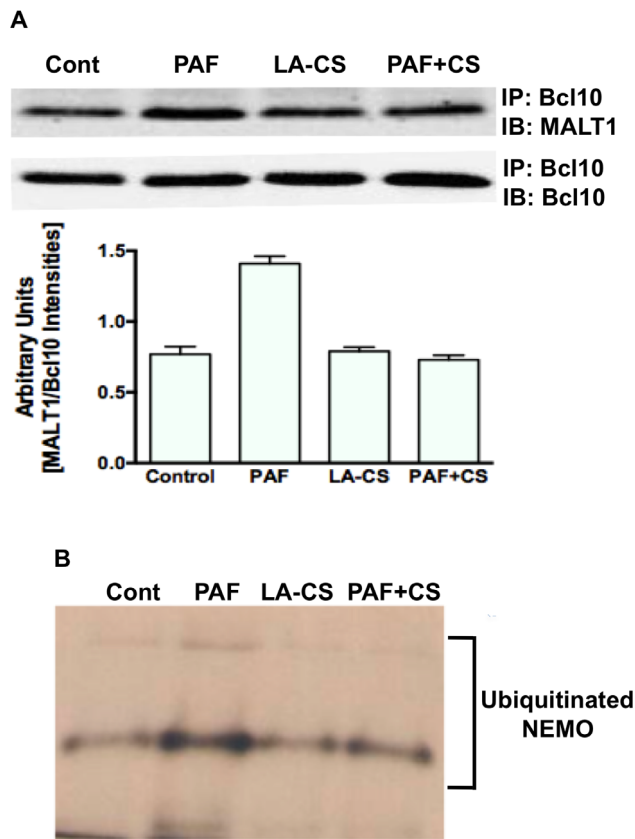 A
Cont PAF LA-CS PAF+CS
IP: Bcl10
IB: MALT1
IP: Bcl10
IB: Bcl10
Arbitrary Units
[MALT1/Bcl10 Intensities]
1.5
1.0
0.5
0.0
Control PAF LA-CS PAF+CS
B
Cont PAF LA-CS PAF+CS
Ubiquitinated
NEMO